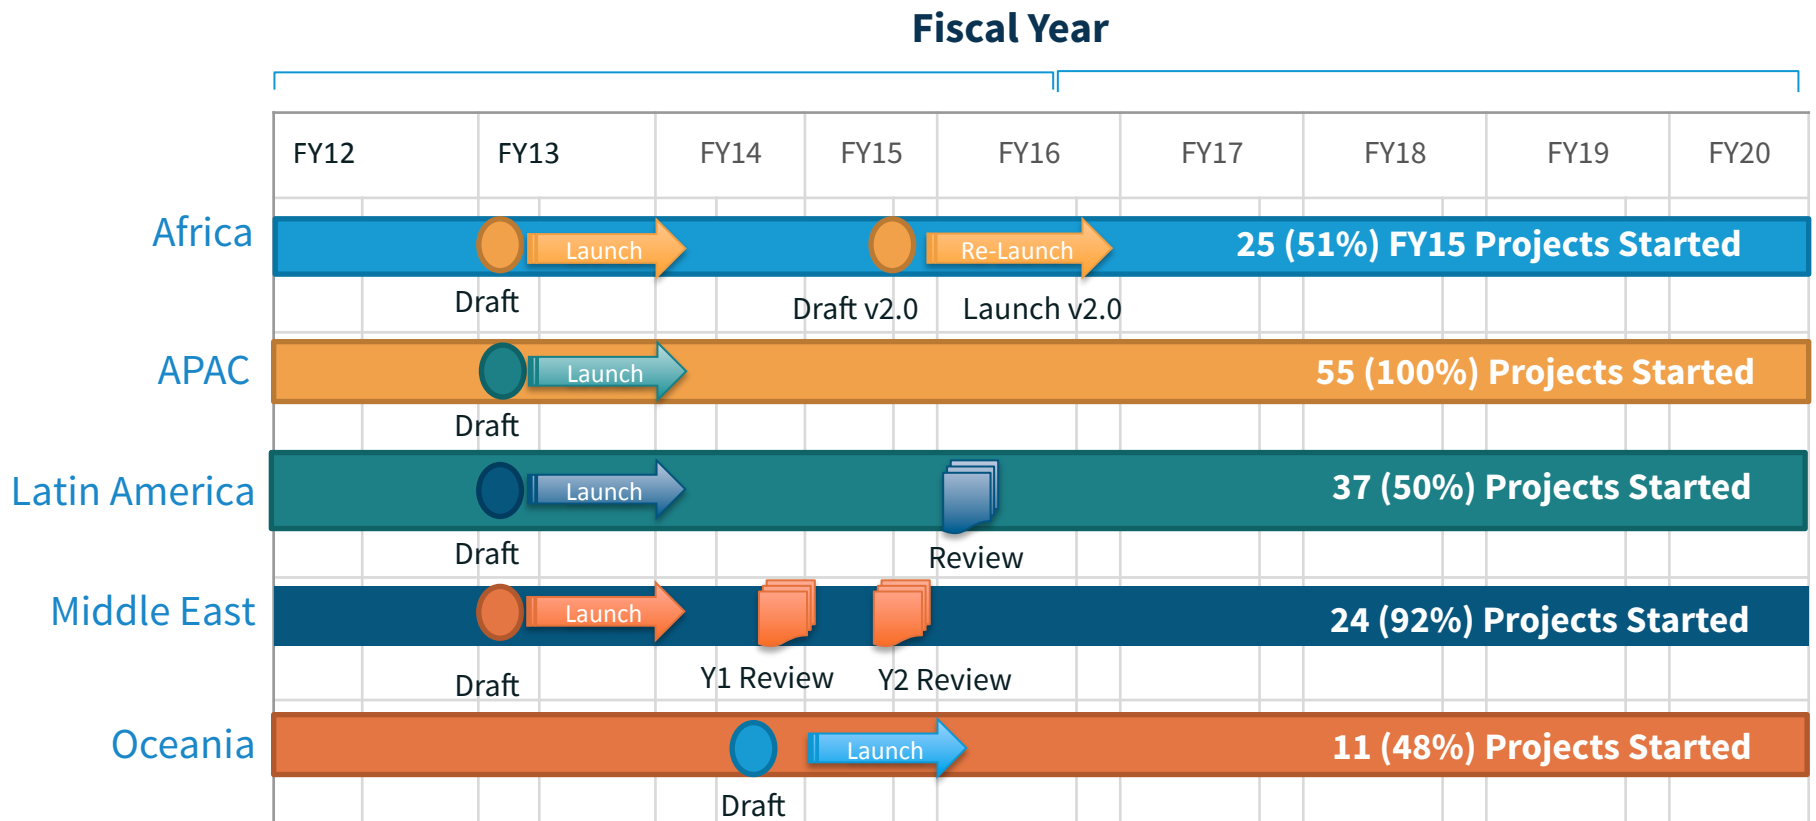 Fiscal Year
FY12 FY13 FY14 FY15 FY16 FY17 FY18 FY19 FY20
Africa Launch Re-Launch 25 (51%) FY15 Projects Started
Draft Draft v2.0 Launch v2.0
APAC Launch 55 (100%) Projects Started
Draft
Latin America Launch 37 (50%) Projects Started
Draft Review
Middle East Launch 24 (92%) Projects Started
Draft Y1 Review Y2 Review
Oceania Launch 11 (48%) Projects Started
Draft